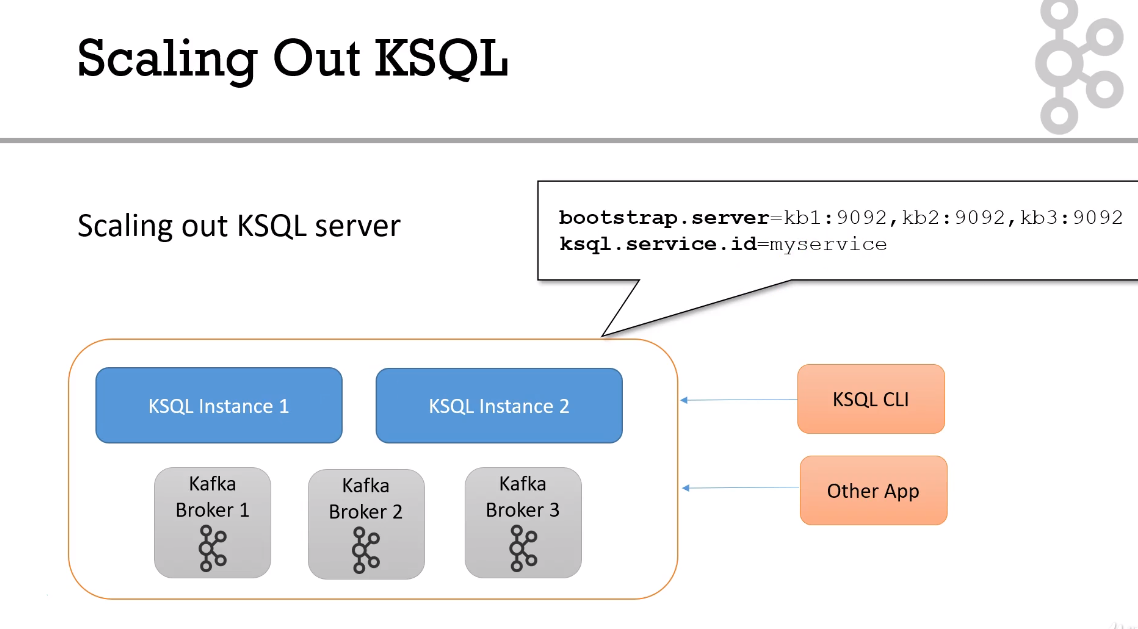 Scaling Out KSQL
Scaling out KSQL server
bootstrap.server=kb1:9092,kb2:9092,kb3:9092
ksql.service.id=myservice
KSQL Instance 1
KSQL Instance 2
KSQL CLI
Kafka
Broker 1
Kafka
Broker 2
Kafka
Broker 3
Other App